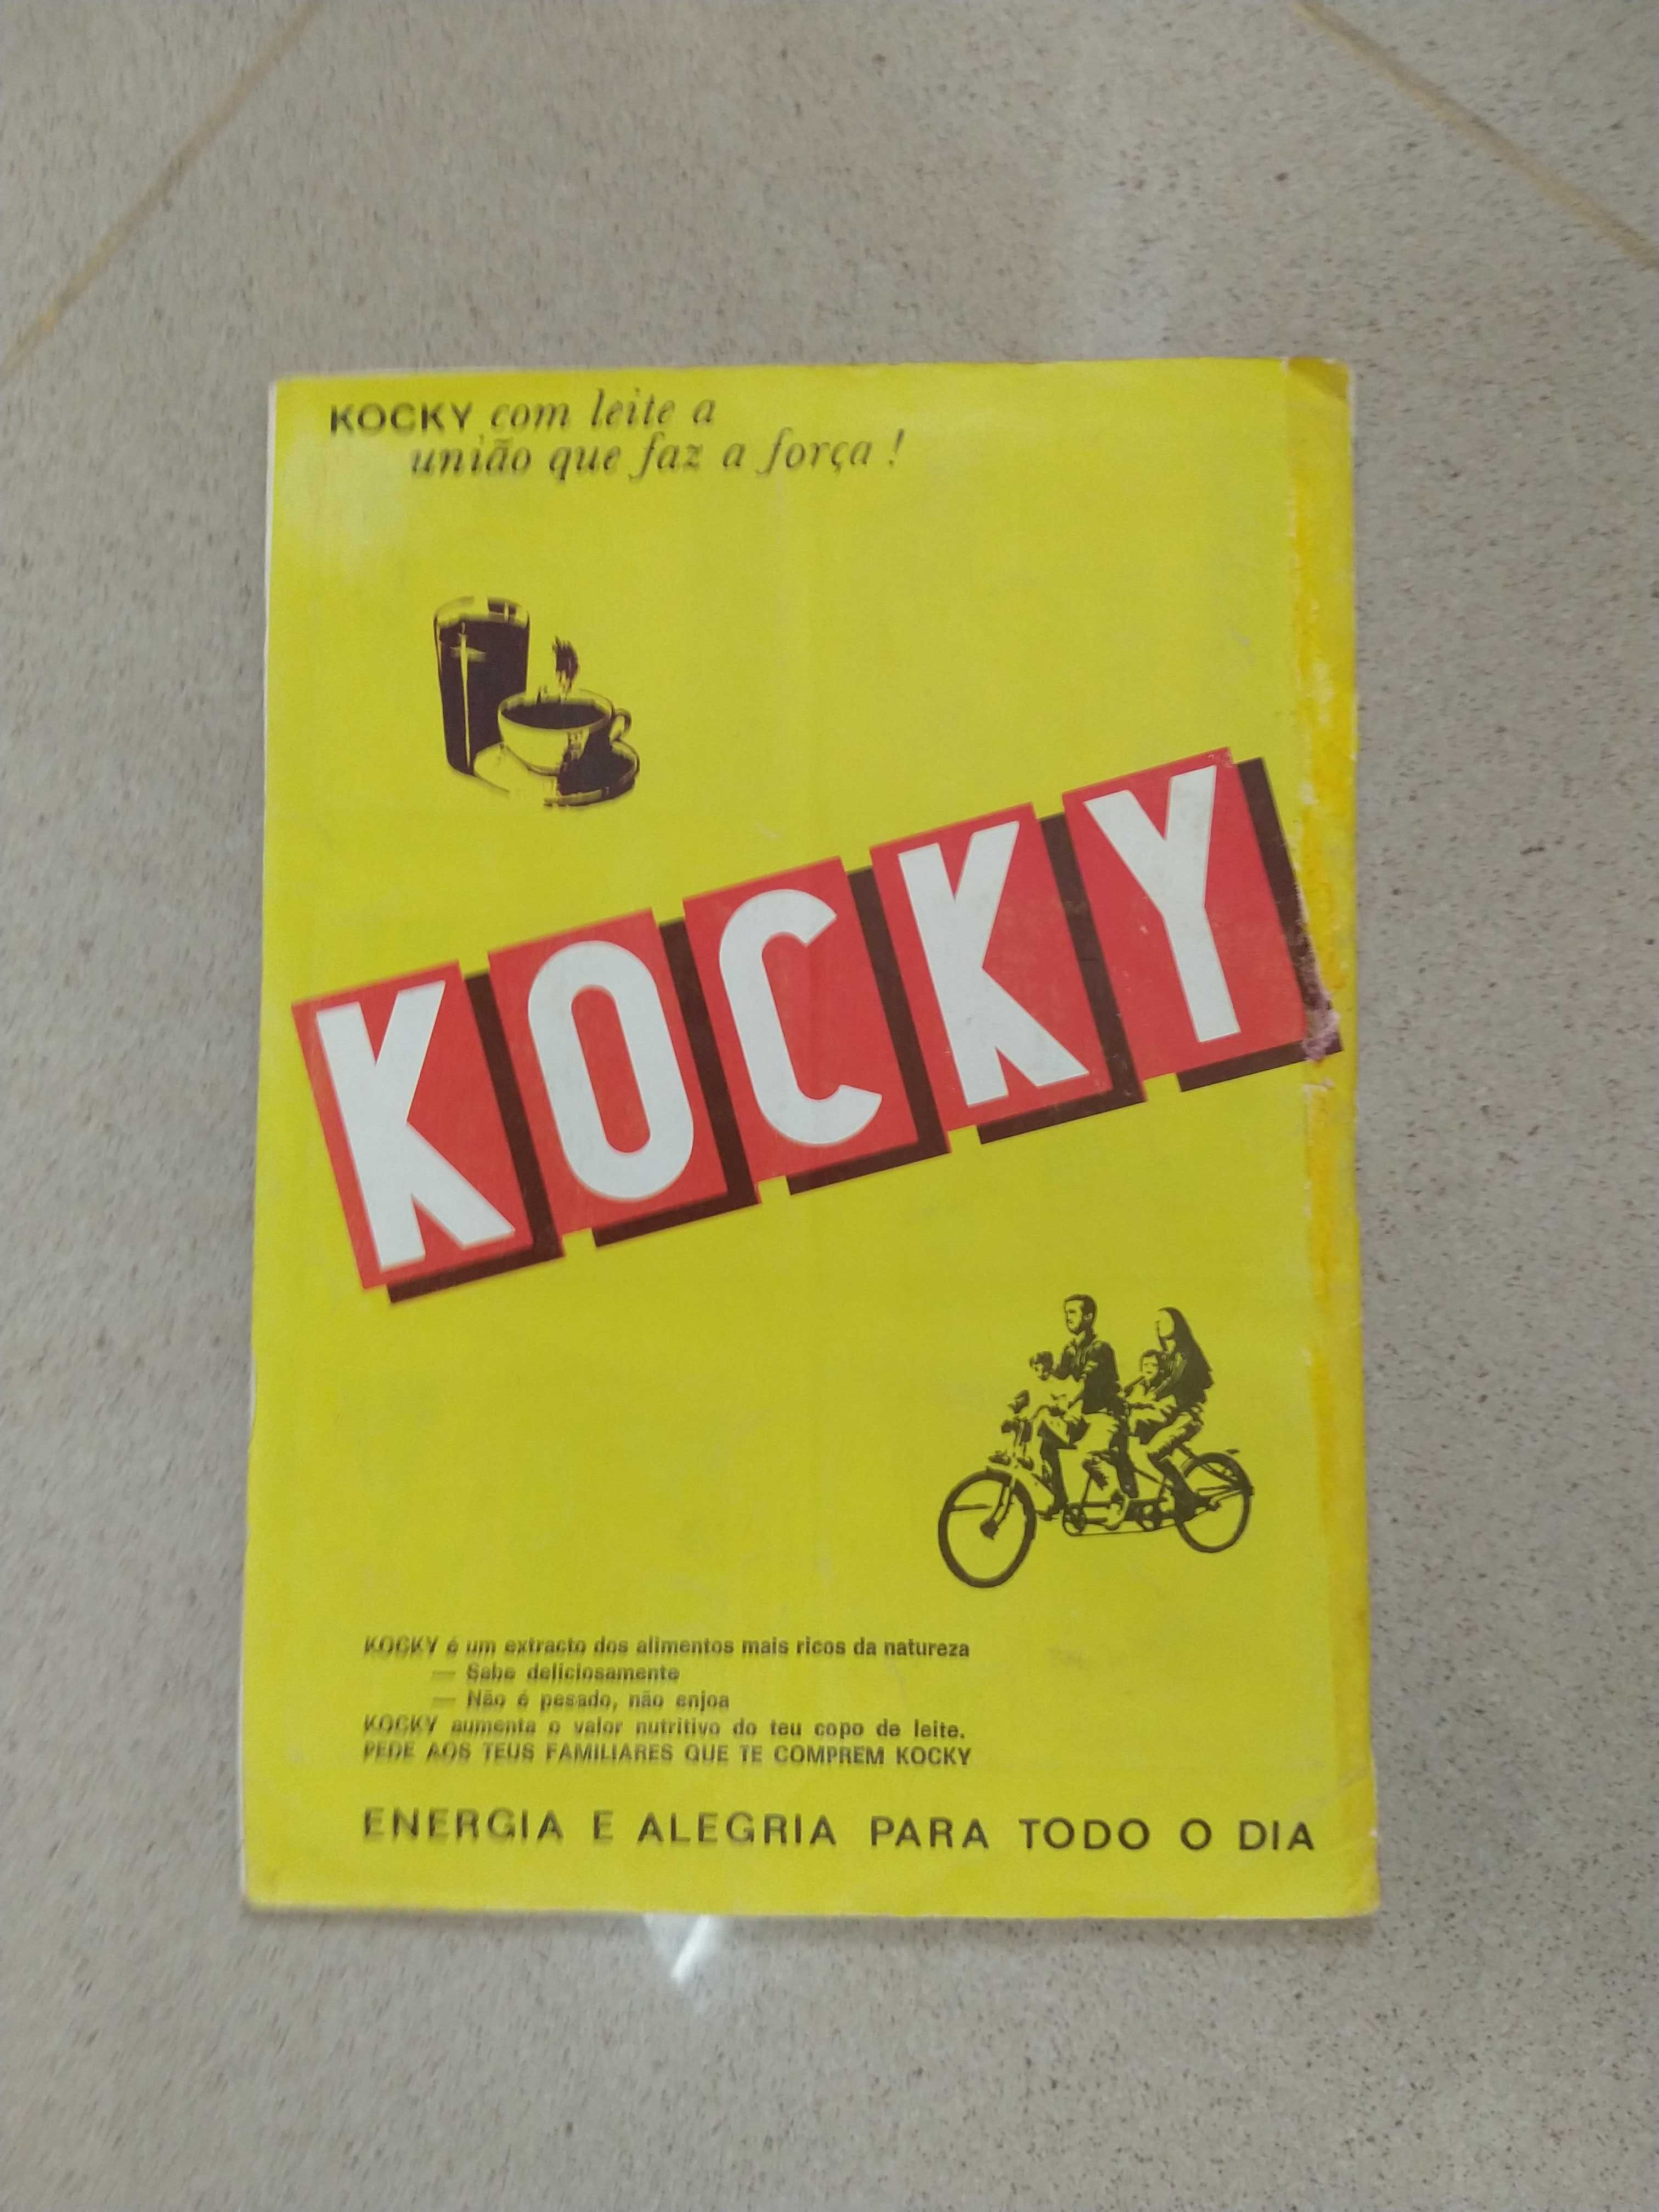 KOCKY com leite a
união que faz a força !
KOCKY
KOCKY é um extracto dos alimentos mais ricos da natureza
— Sabe deliciosamente
— Não é pesado, não enjoa
KOCKY aumenta o valor nutritivo do teu copo de leite.
PEDE AOS TEUS FAMILIARES QUE TE COMPREM KOCKY
ENERGIA E ALEGRIA PARA TODO O DIA